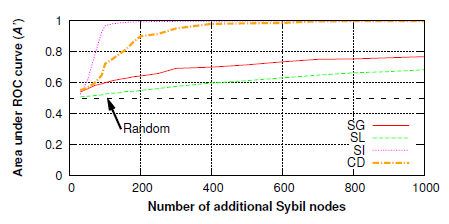 Area under ROC curve (A')
1
0.8
0.6
0.4
0.2
0
Random
SG
SL
SI
CD
0 200 400 600 800 1000
Number of additional Sybil nodes